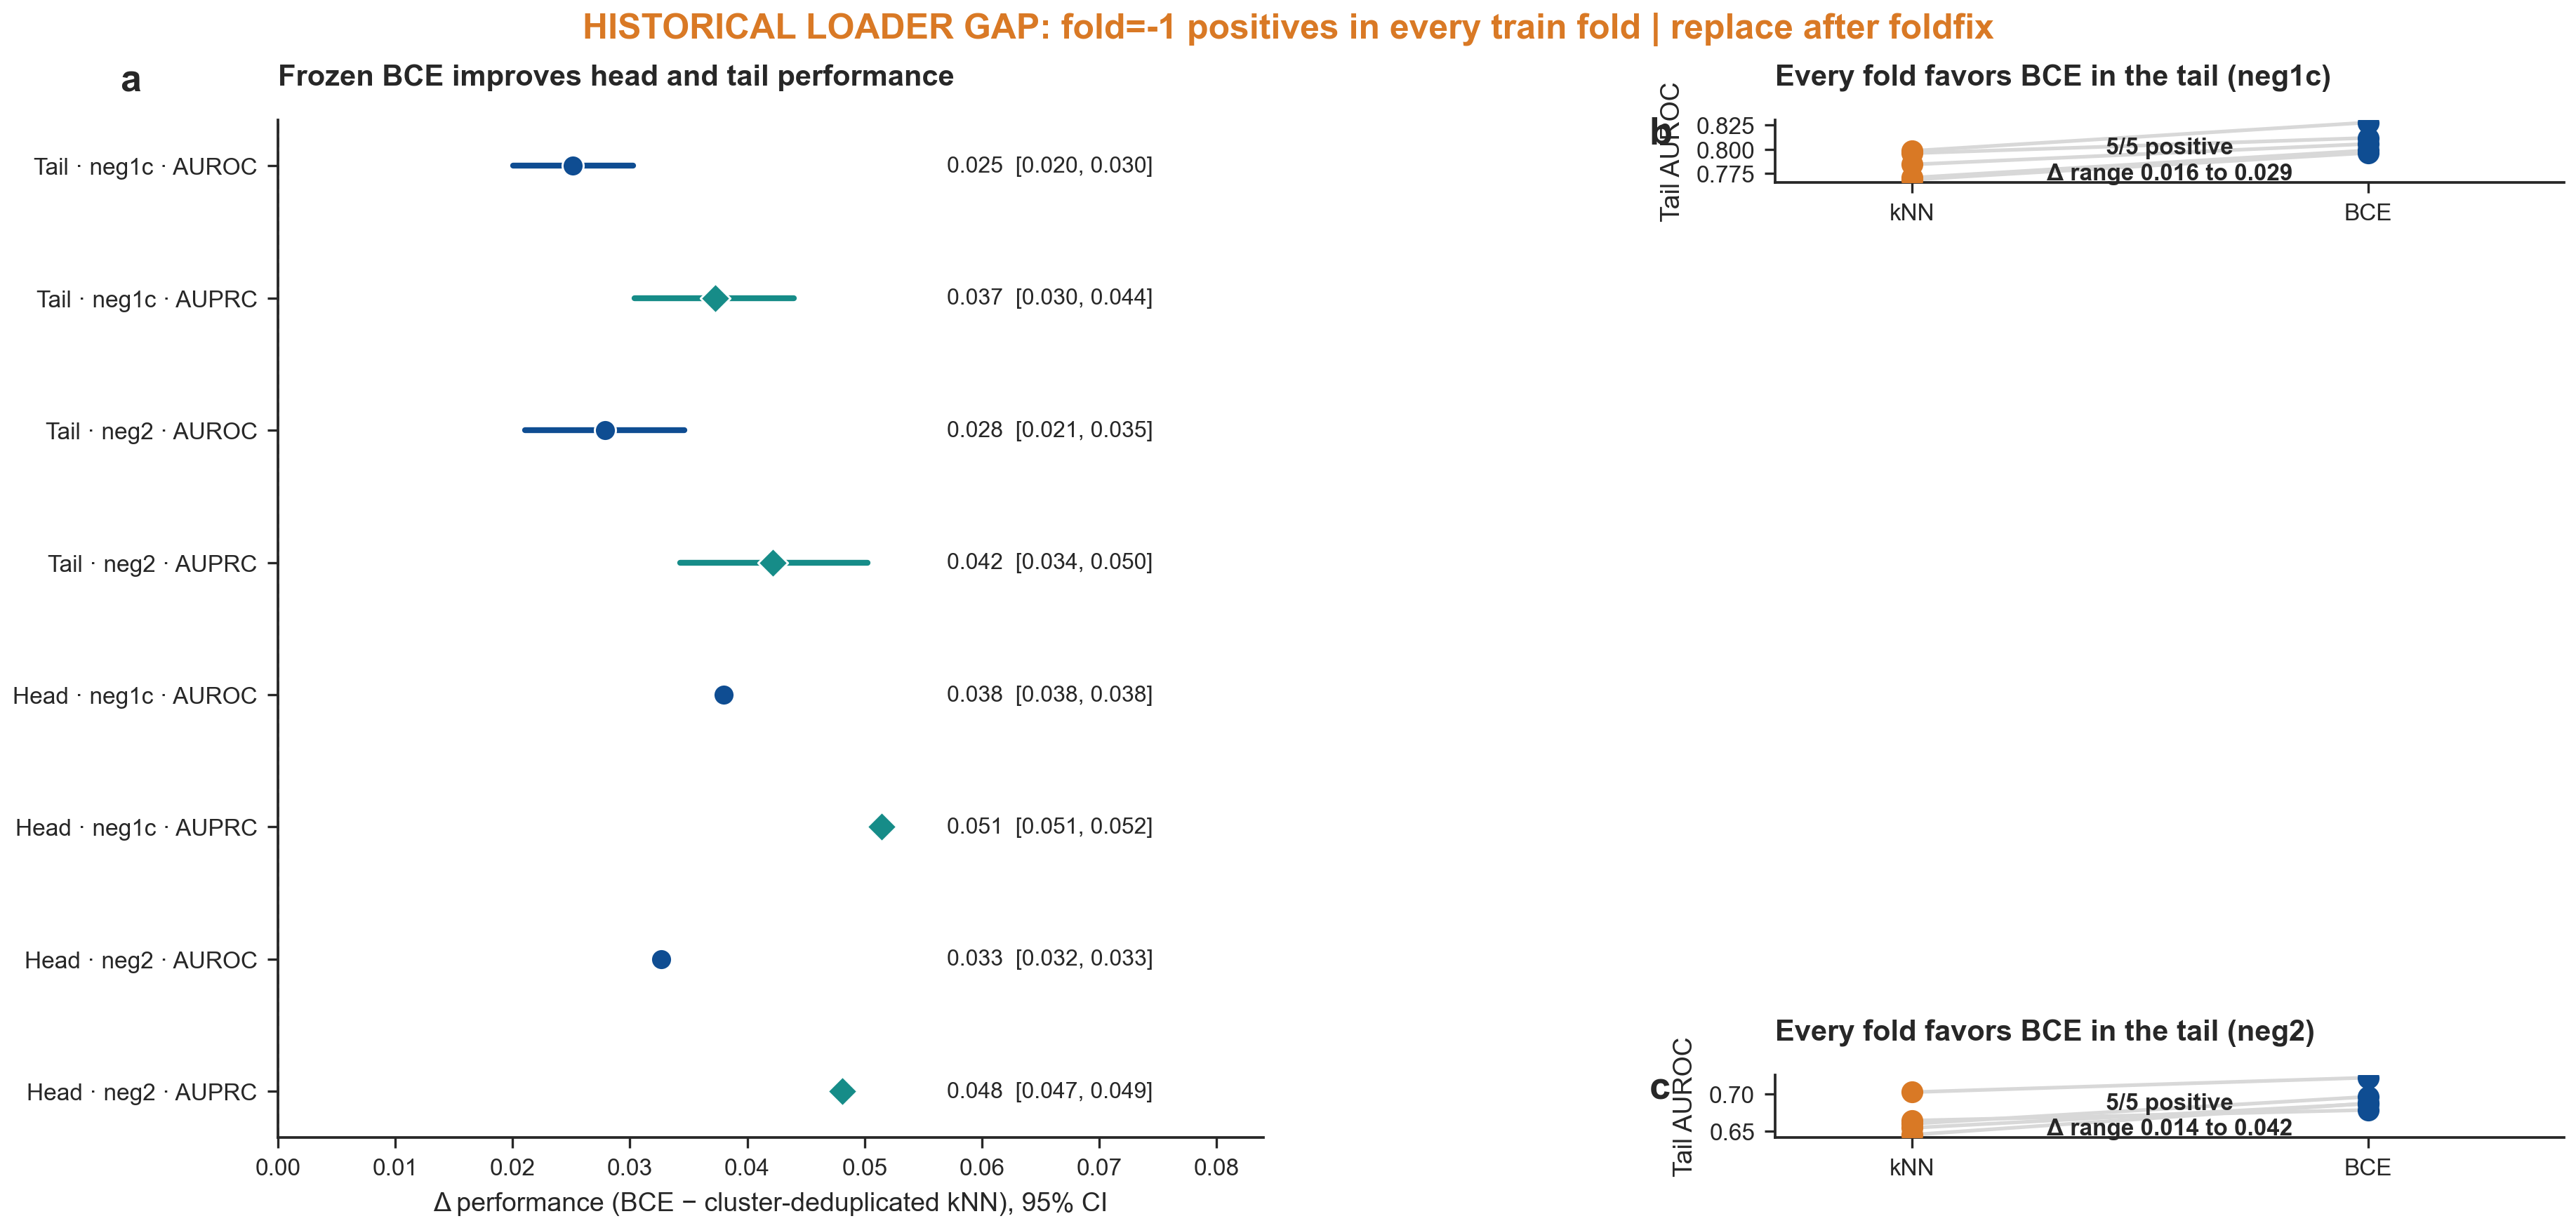 HISTORICAL LOADER GAP: fold=-1 positives in every train fold | replace after foldfix
a
Frozen BCE improves head and tail performance
Tail · neg1c · AUROC
0.025 [0.020, 0.030]
Tail · neg1c · AUPRC
0.037 [0.030, 0.044]
Tail · neg2 · AUROC
0.028 [0.021, 0.035]
Tail · neg2 · AUPRC
0.042 [0.034, 0.050]
Head · neg1c · AUROC
0.038 [0.038, 0.038]
Head · neg1c · AUPRC
0.051 [0.051, 0.052]
Head · neg2 · AUROC
0.033 [0.032, 0.033]
Head · neg2 · AUPRC
0.048 [0.047, 0.049]
0.00 0.01 0.02 0.03 0.04 0.05 0.06 0.07 0.08
Δ performance (BCE − cluster-deduplicated kNN), 95% CI
b
Every fold favors BCE in the tail (neg1c)
Tail AUROC
0.825
0.800
0.775
5/5 positive
Δ range 0.016 to 0.029
kNN BCE
c
Every fold favors BCE in the tail (neg2)
Tail AUROC
0.70
0.65
5/5 positive
Δ range 0.014 to 0.042
kNN BCE